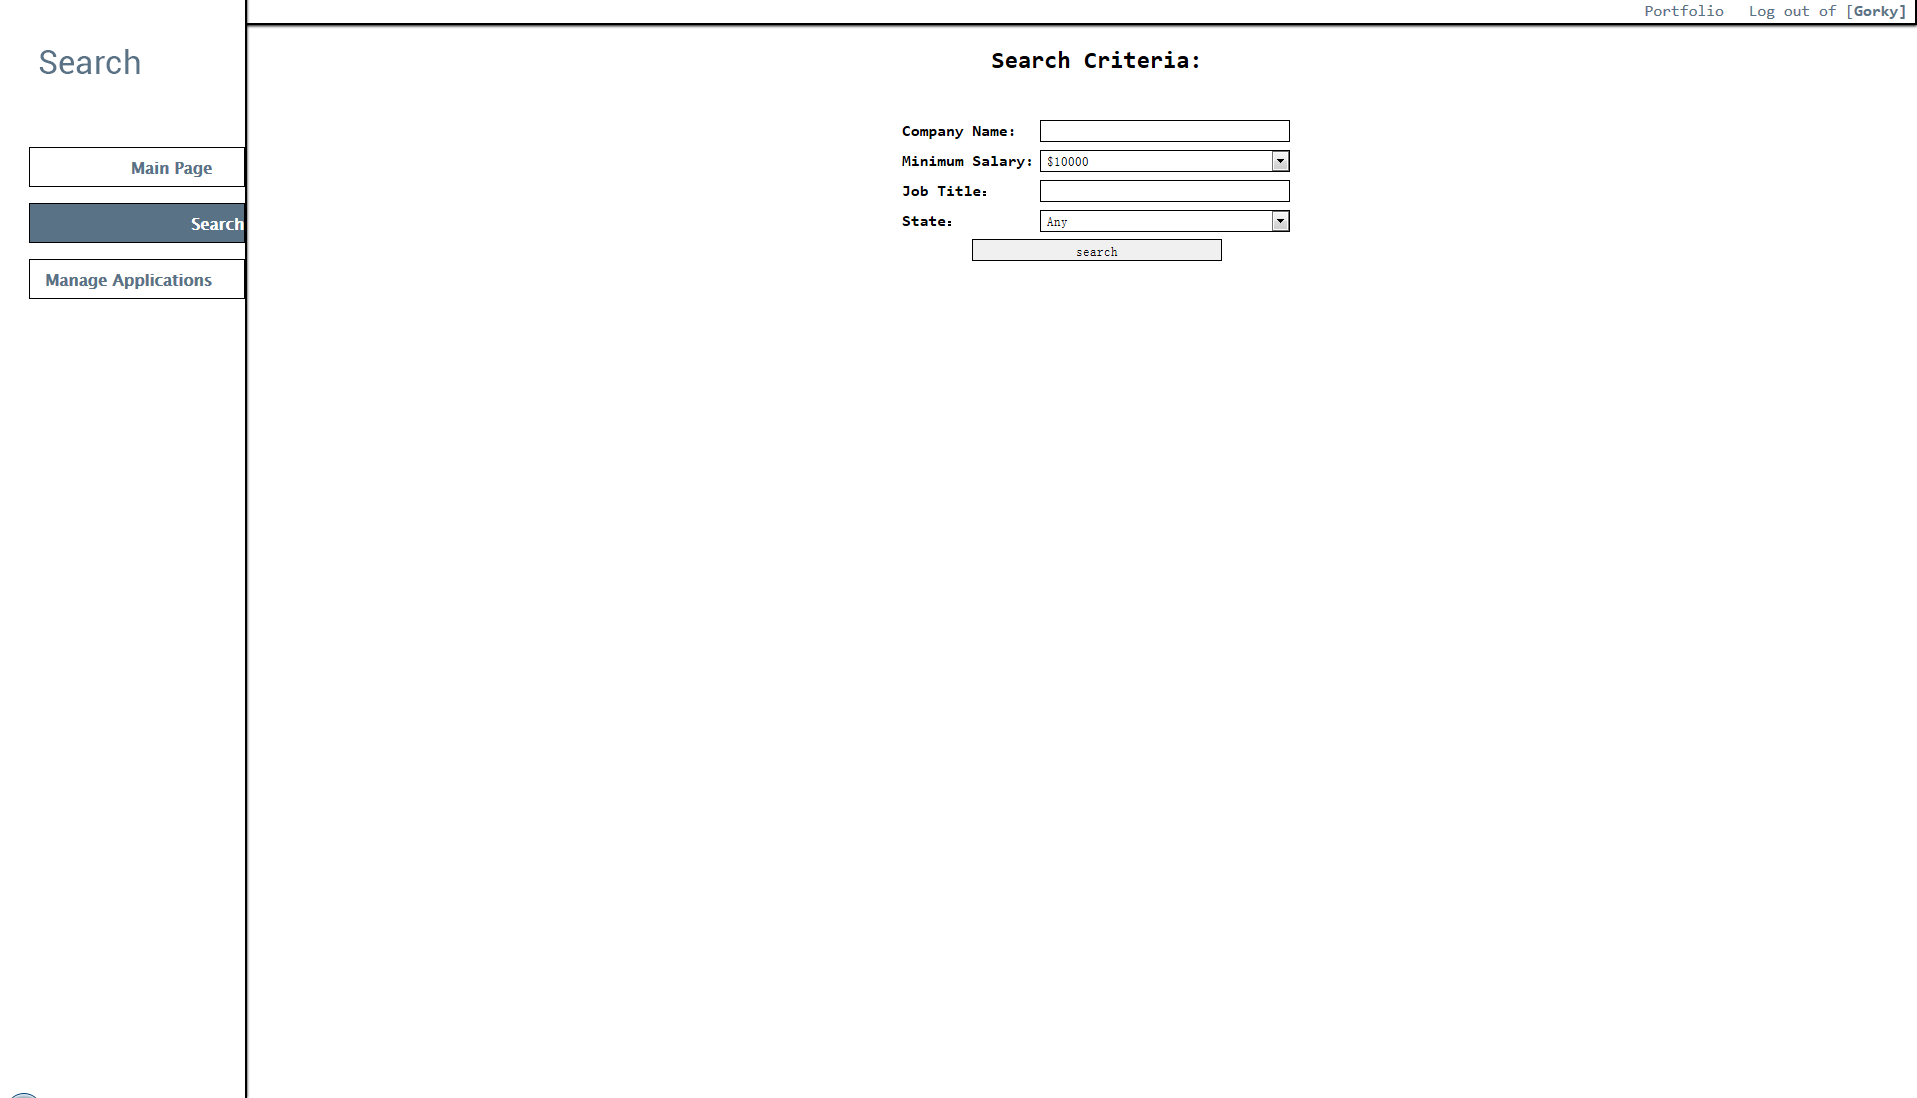 Portfolio Log out of [Gorky]
Search
Search Criteria:
Main Page
Search
Manage Applications
Company Name:
Minimum Salary: $10000
Job Title:
State: Any
search